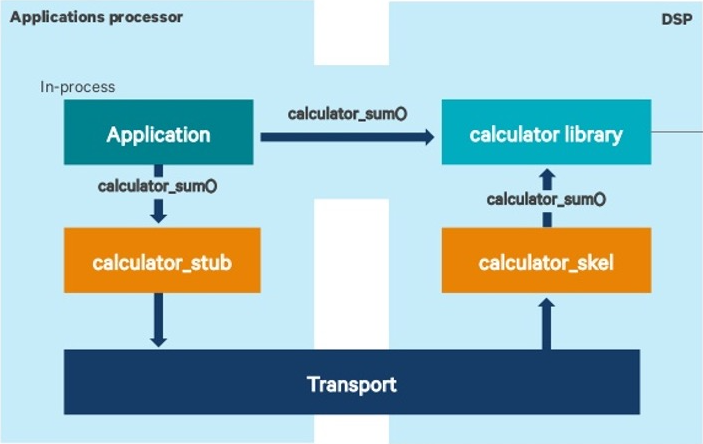 Applications processor
DSP
In-process
Application
calculator_sum()
calculator library
calculator_sum()
calculator_sum()
calculator_stub
calculator_skel
Transport